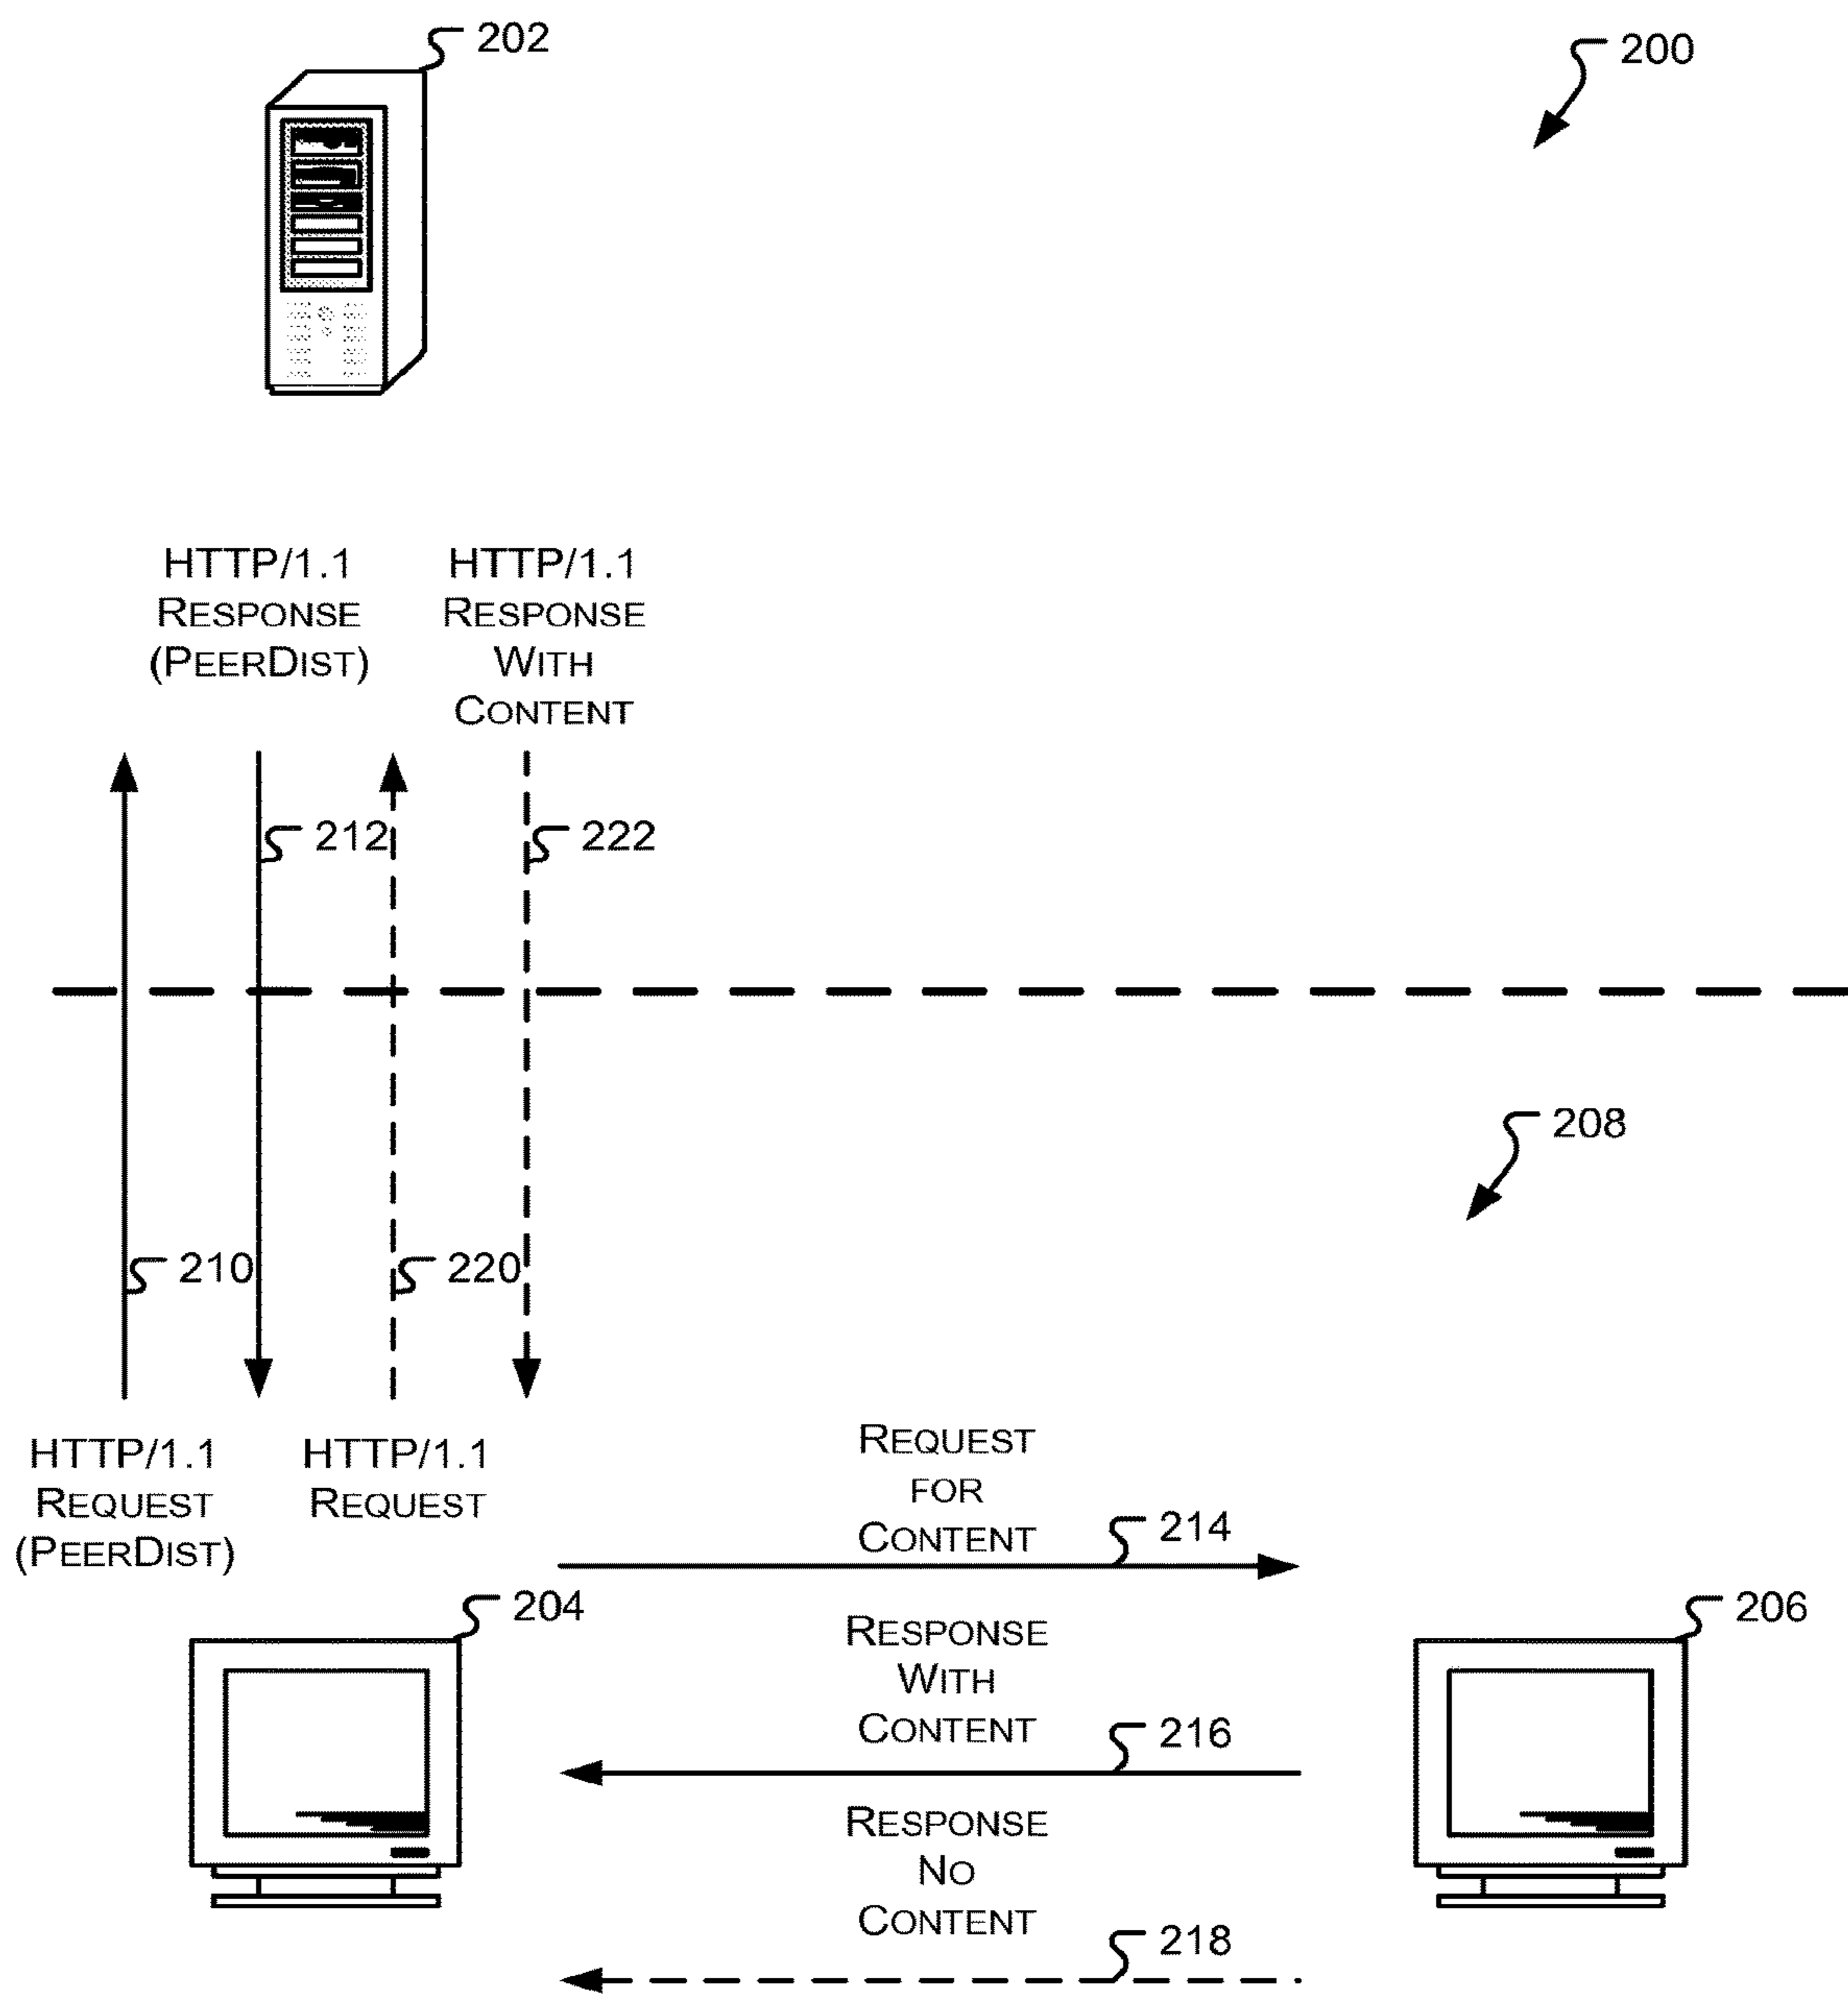 202
200
HTTP/1.1
RESPONSE
(PEERDIST)
HTTP/1.1
RESPONSE
WITH
CONTENT
212
222
208
210
220
HTTP/1.1
REQUEST
(PEERDIST)
HTTP/1.1
REQUEST
REQUEST
FOR
CONTENT
214
204
206
RESPONSE
WITH
CONTENT
216
RESPONSE
NO
CONTENT
218